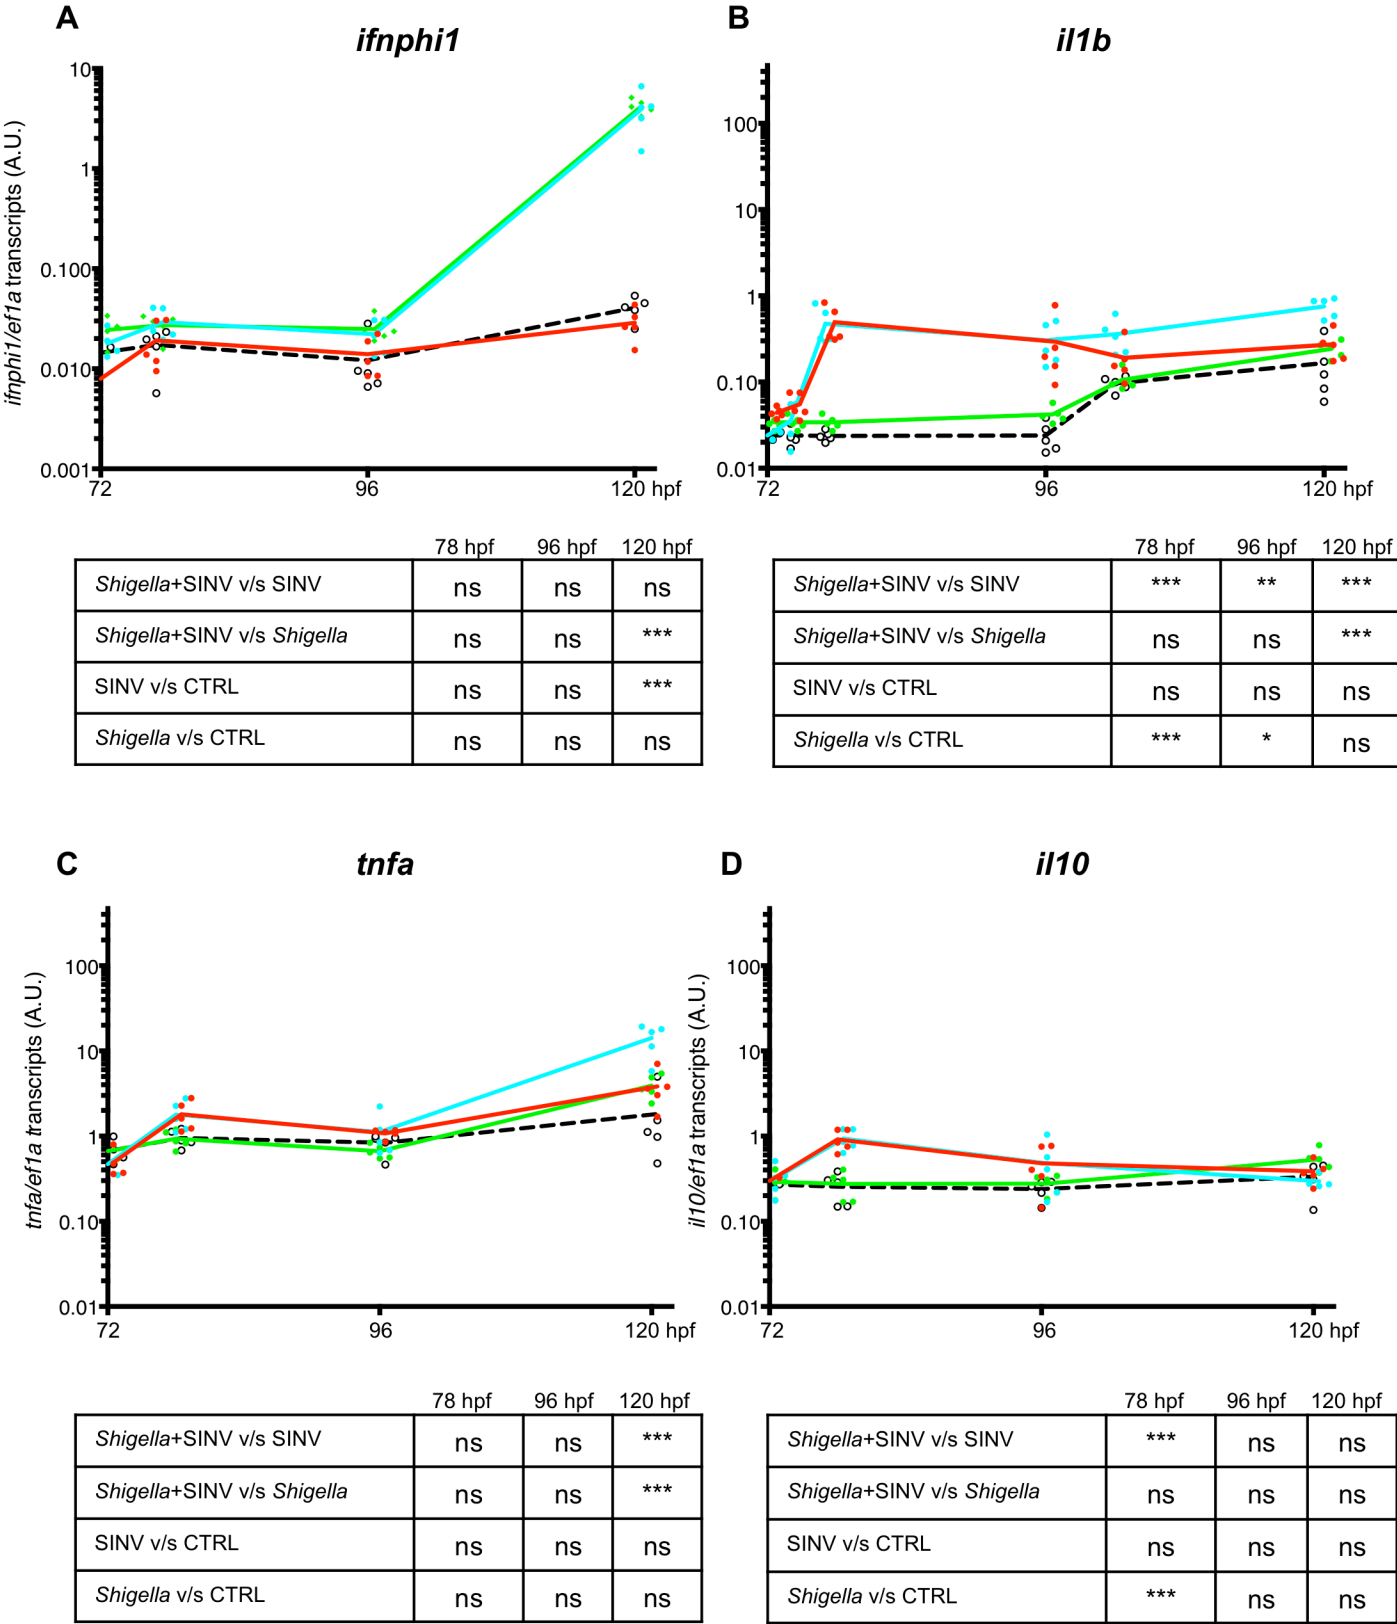 A
ifnphi1
ifnphi1/ef1a transcripts (A.U.)
10
1
0.100
0.010
0.001
72
96
120 hpf
78 hpf 96 hpf 120 hpf
Shigella+SINV v/s SINV ns ns ns
Shigella+SINV v/s Shigella ns ns ***
SINV v/s CTRL ns ns ***
Shigella v/s CTRL ns ns ns
B
il1b
100
10
1
0.10
0.01
72
96
120 hpf
78 hpf 96 hpf 120 hpf
Shigella+SINV v/s SINV *** ** ***
Shigella+SINV v/s Shigella ns ns ***
SINV v/s CTRL ns ns ns
Shigella v/s CTRL *** * ns
C
tnfa
tnfa/ef1a transcripts (A.U.)
100
10
1
0.10
0.01
72
96
120 hpf
78 hpf 96 hpf 120 hpf
Shigella+SINV v/s SINV ns ns ***
Shigella+SINV v/s Shigella ns ns ***
SINV v/s CTRL ns ns ns
Shigella v/s CTRL ns ns ns
D
il10
il10/ef1a transcripts (A.U.)
100
10
1
0.10
0.01
72
96
120 hpf
78 hpf 96 hpf 120 hpf
Shigella+SINV v/s SINV *** ns ns
Shigella+SINV v/s Shigella ns ns ns
SINV v/s CTRL ns ns ns
Shigella v/s CTRL *** ns ns